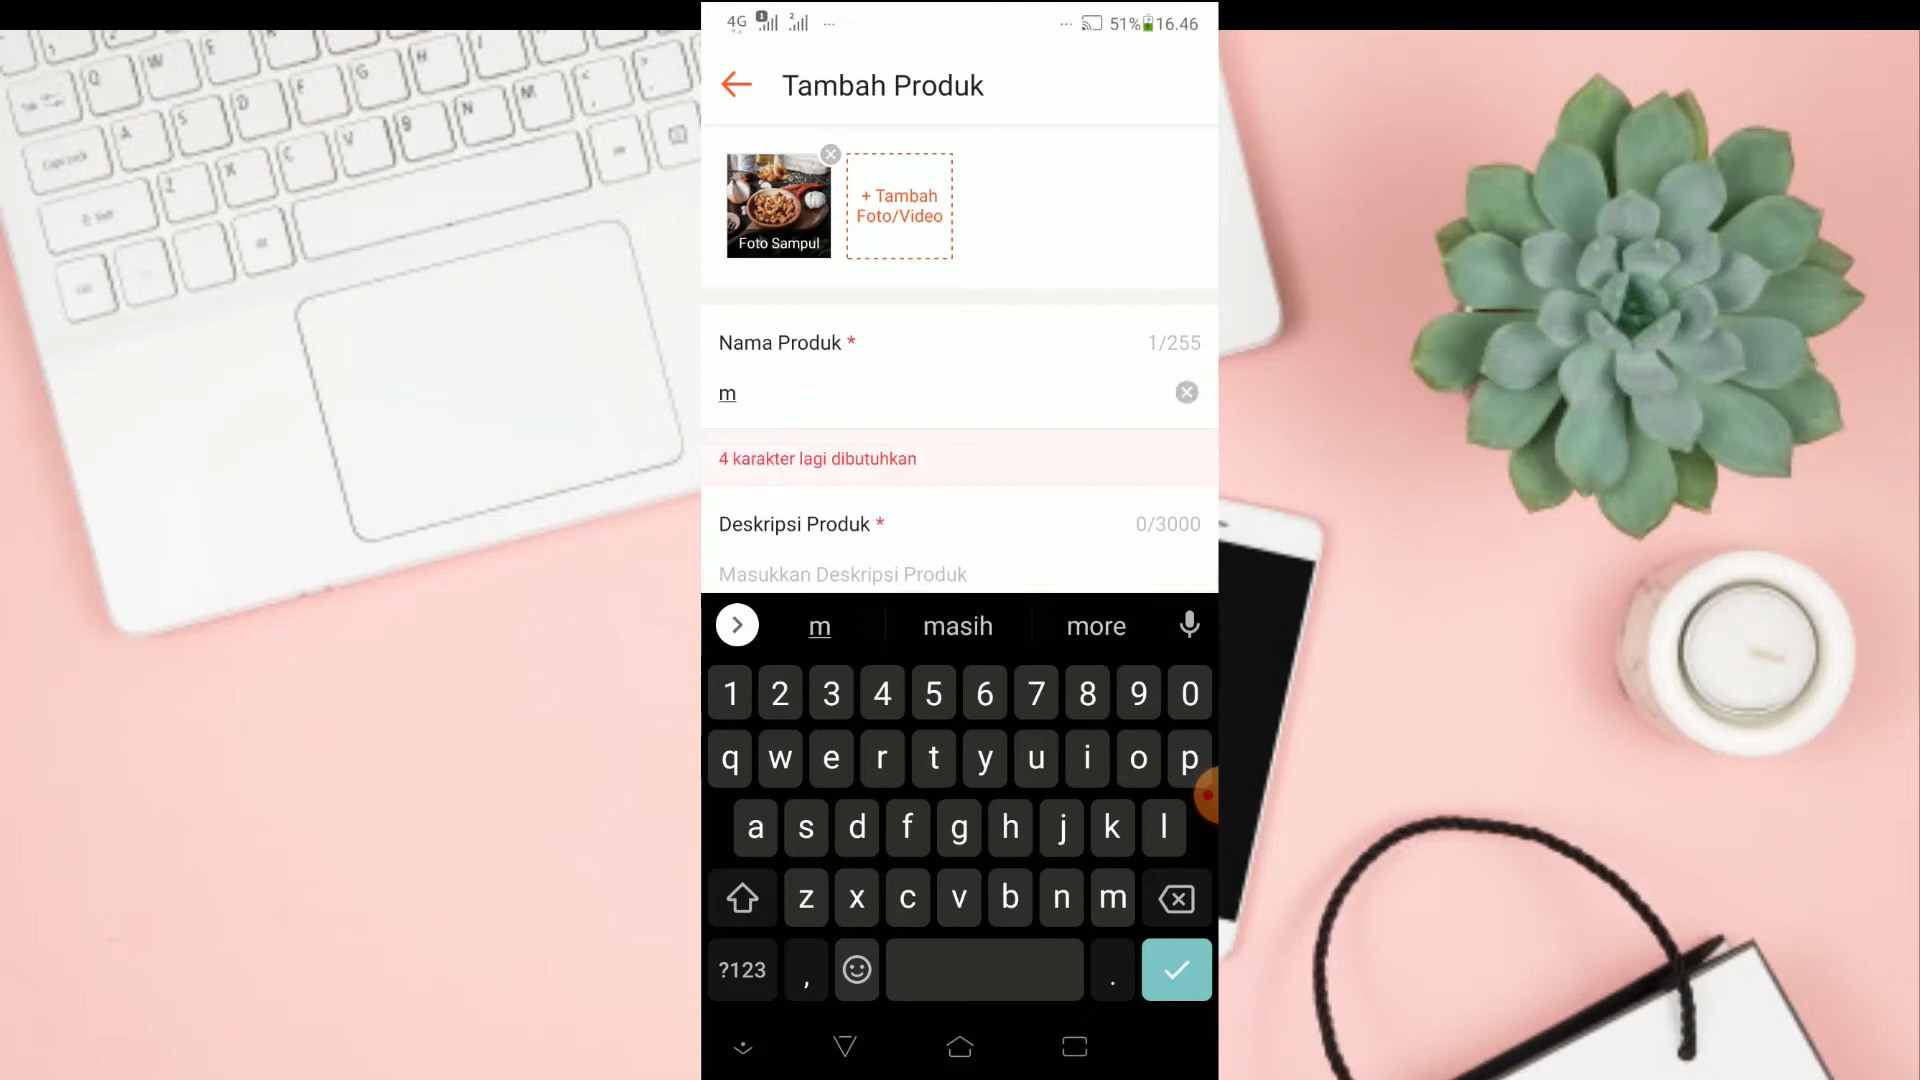 4G 1 2 ... ... 51% 16.46
Tambah Produk
Foto Sampul
+ Tambah
Foto/Video
Nama Produk * 1/255
m
4 karakter lagi dibutuhkan
Deskripsi Produk * 0/3000
Masukkan Deskripsi Produk
m masih more
1 2 3 4 5 6 7 8 9 0
q w e r t y u i o p
a s d f g h j k l
z x c v b n m
?123 , .